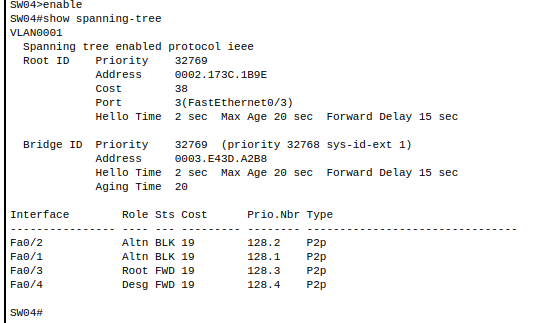 SW04>enable
SW04#show spanning-tree
VLAN0001
  Spanning tree enabled protocol ieee
  Root ID    Priority    32769
             Address     0002.173C.1B9E
             Cost        38
             Port        3(FastEthernet0/3)
             Hello Time  2 sec  Max Age 20 sec  Forward Delay 15 sec

  Bridge ID  Priority    32769  (priority 32768 sys-id-ext 1)
             Address     0003.E43D.A2B8
             Hello Time  2 sec  Max Age 20 sec  Forward Delay 15 sec
             Aging Time  20

Interface        Role Sts Cost      Prio.Nbr Type
---------------- ---- --- --------- -------- --------------------------------
Fa0/2            Altn BLK 19        128.2    P2p
Fa0/1            Altn BLK 19        128.1    P2p
Fa0/3            Root FWD 19        128.3    P2p
Fa0/4            Desg FWD 19        128.4    P2p

SW04#